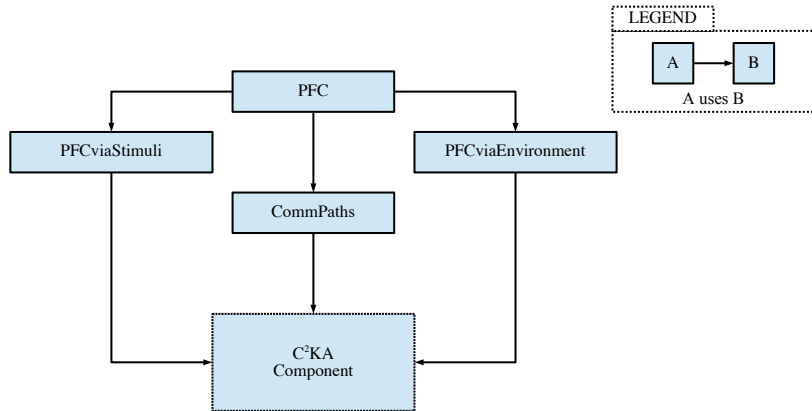 LEGEND
A
B
A uses B
PFC
PFCviaStimuli
PFCviaEnvironment
CommPaths
C²KA
Component